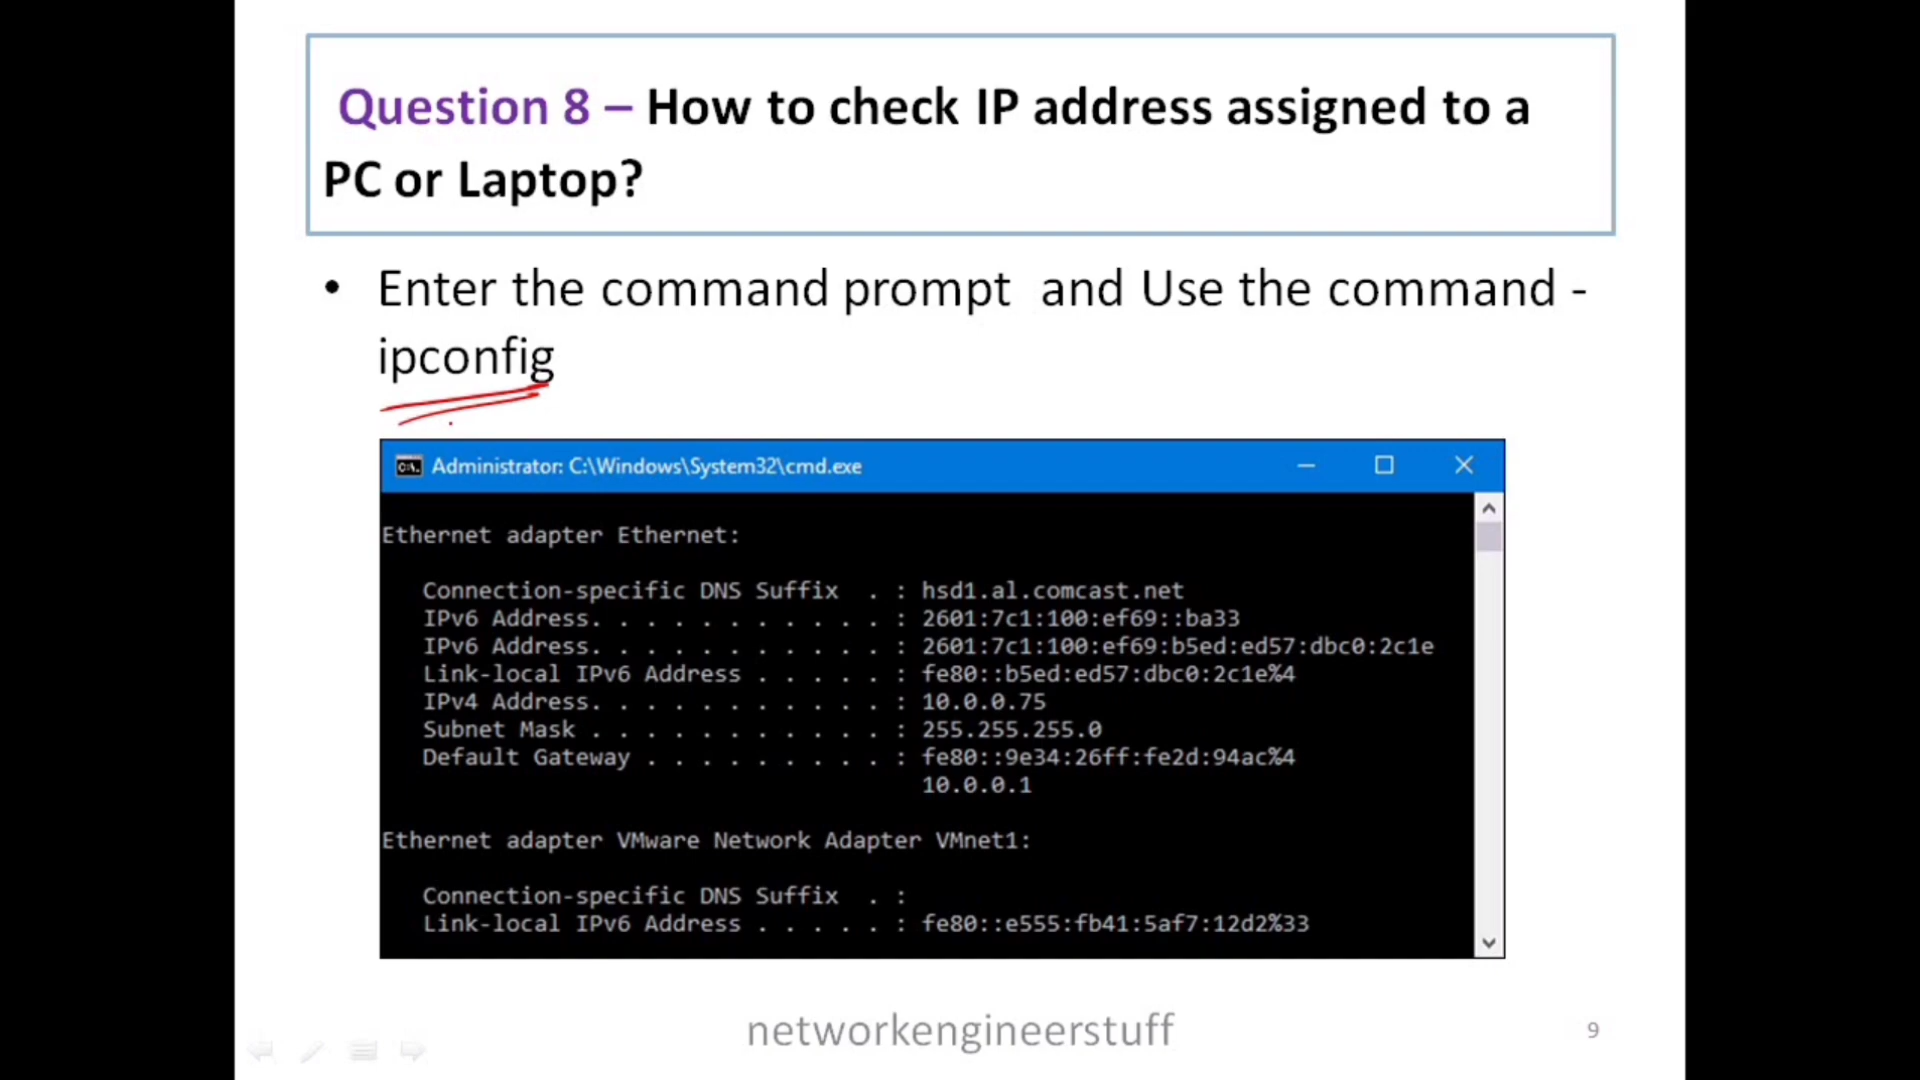 Question 8 – How to check IP address assigned to a
PC or Laptop?
• Enter the command prompt and Use the command -
ipconfig
C:\. Administrator: C:\Windows\System32\cmd.exe
Ethernet adapter Ethernet:
Connection-specific DNS Suffix . : hsd1.al.comcast.net
IPv6 Address. . . . . . . . . . . : 2601:7c1:100:ef69::ba33
IPv6 Address. . . . . . . . . . . : 2601:7c1:100:ef69:b5ed:ed57:dbc0:2c1e
Link-local IPv6 Address . . . . . : fe80::b5ed:ed57:dbc0:2c1e%4
IPv4 Address. . . . . . . . . . . : 10.0.0.75
Subnet Mask . . . . . . . . . . . : 255.255.255.0
Default Gateway . . . . . . . . . : fe80::9e34:26ff:fe2d:94ac%4
10.0.0.1
Ethernet adapter VMware Network Adapter VMnet1:
Connection-specific DNS Suffix . :
Link-local IPv6 Address . . . . . : fe80::e555:fb41:5af7:12d2%33
networkengineerstuff
9